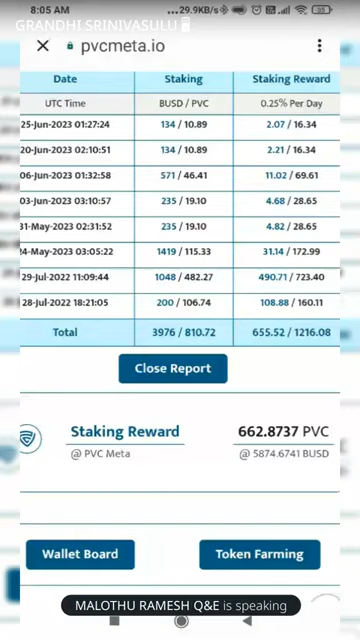 8:05 AM ...29.9KB/s
GRANDHI SRINIVASULU
pvcmeta.io
Date Staking Staking Reward
UTC Time BUSD / PVC 0.25% Per Day
25-Jun-2023 01:27:24 134 / 10.89 2.07 / 16.34
20-Jun-2023 02:10:51 134 / 10.89 2.21 / 16.34
06-Jun-2023 01:32:58 571 / 46.41 11.02 / 69.61
03-Jun-2023 03:10:57 235 / 19.10 4.68 / 28.65
31-May-2023 02:31:52 235 / 19.10 4.82 / 28.65
24-May-2023 03:05:22 1419 / 115.33 31.14 / 172.99
29-Jul-2022 11:09:44 1048 / 482.27 490.71 / 723.40
28-Jul-2022 18:21:05 200 / 106.74 108.88 / 160.11
Total 3976 / 810.72 655.52 / 1216.08
Close Report
Staking Reward 662.8737 PVC
@ PVC Meta @ 5874.6741 BUSD
Wallet Board Token Farming
MALOTHU RAMESH Q&E is speaking